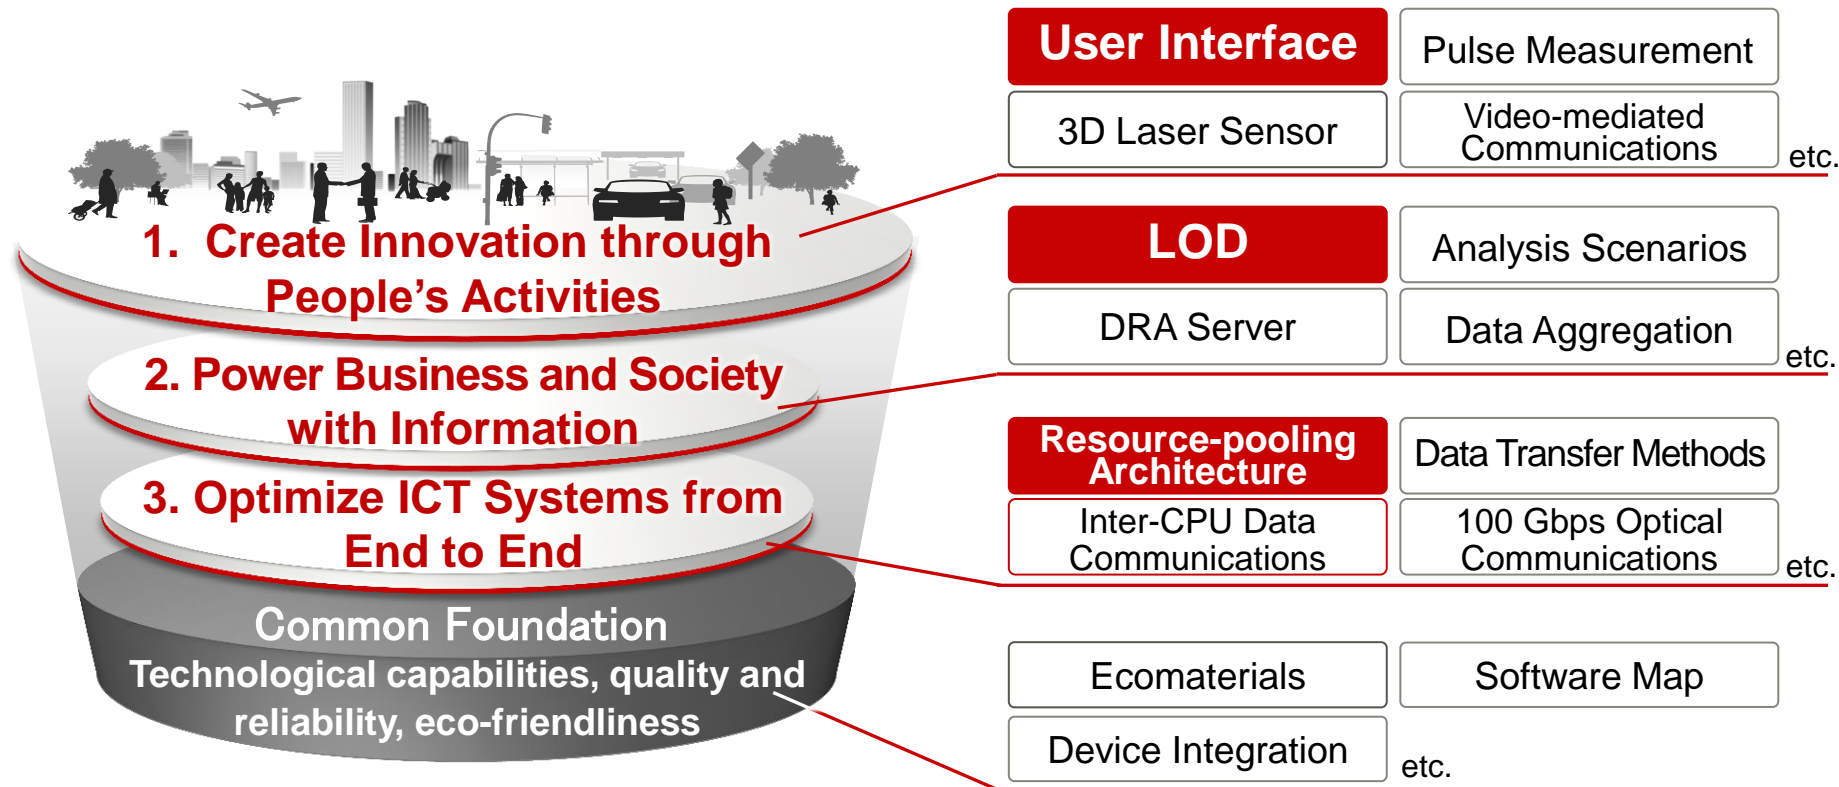 User Interface
Pulse Measurement
3D Laser Sensor
Video-mediated
Communications
etc.
1. Create Innovation through
People’s Activities
LOD
Analysis Scenarios
DRA Server
Data Aggregation
etc.
2. Power Business and Society
with Information
Resource-pooling
Architecture
Data Transfer Methods
Inter-CPU Data
Communications
100 Gbps Optical
Communications
etc.
3. Optimize ICT Systems from
End to End
Common Foundation
Technological capabilities, quality and
reliability, eco-friendliness
Ecomaterials
Software Map
Device Integration
etc.